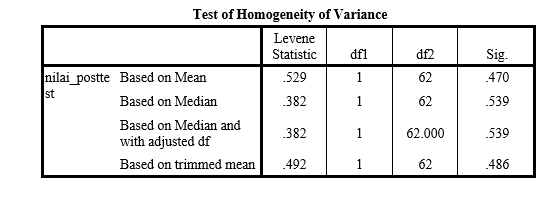 Test of Homogeneity of Variance
Levene
Statistic df1 df2 Sig.
nilai_postte Based on Mean .529 1 62 .470
st
Based on Median .382 1 62 .539
Based on Median and
with adjusted df .382 1 62.000 .539
Based on trimmed mean .492 1 62 .486